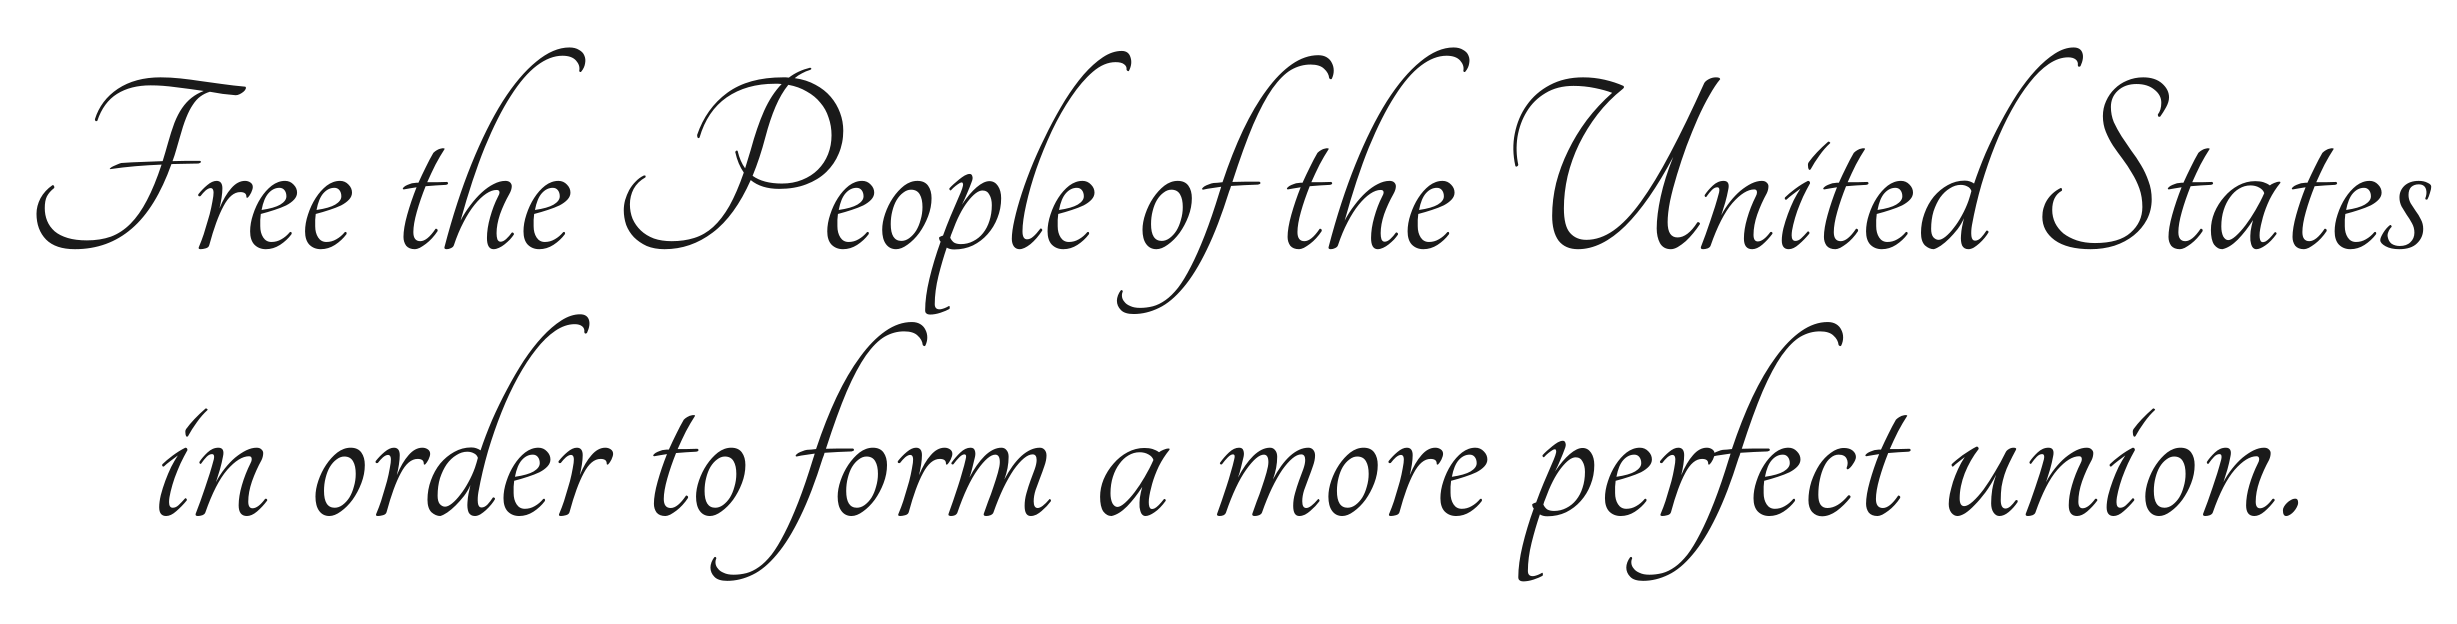 Free the People of the United States
in order to form a more perfect union.